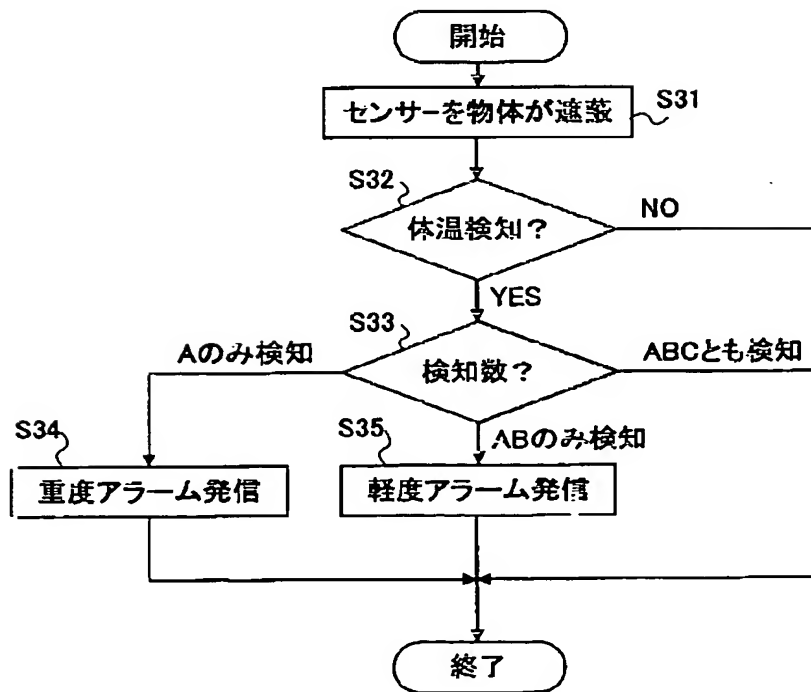 開始
センサーを物体が遮蔽
S31
S32
体温検知？
NO
YES
S33
Aのみ検知
検知数？
ABCとも検知
S34
S35
ABのみ検知
重度アラーム発信
軽度アラーム発信
終了